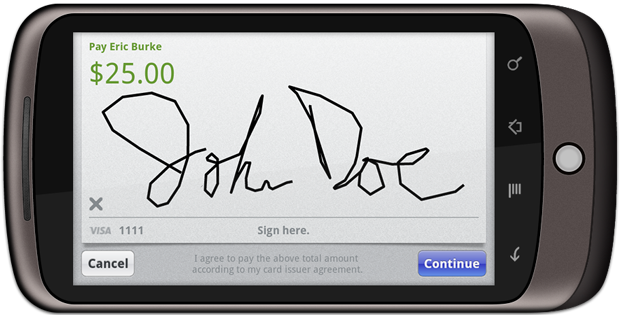 Pay Eric Burke
$25.00
John Doe
VISA 1111
Sign here.
Cancel
I agree to pay the above total amount
according to my card issuer agreement.
Continue